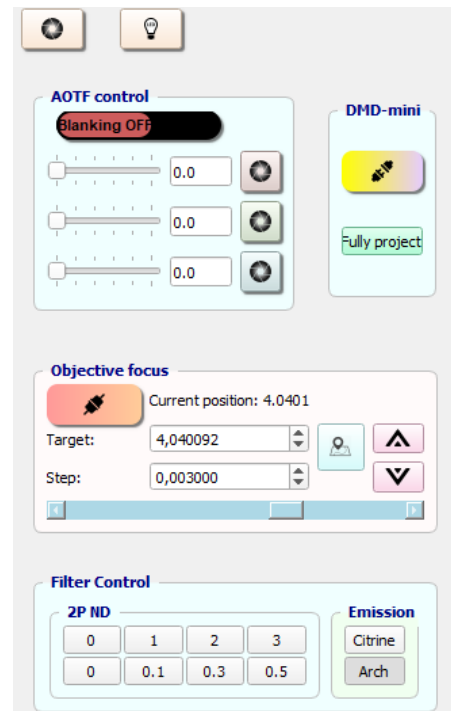 AOTF control
Blanking OFF
0.0
0.0
0.0
DMD-mini
Fully project
Objective focus
Current position: 4.0401
Target:
4,040092
Step:
0,003000
Filter Control
2P ND
0 1 2 3
0 0.1 0.3 0.5
Emission
Citrine
Arch